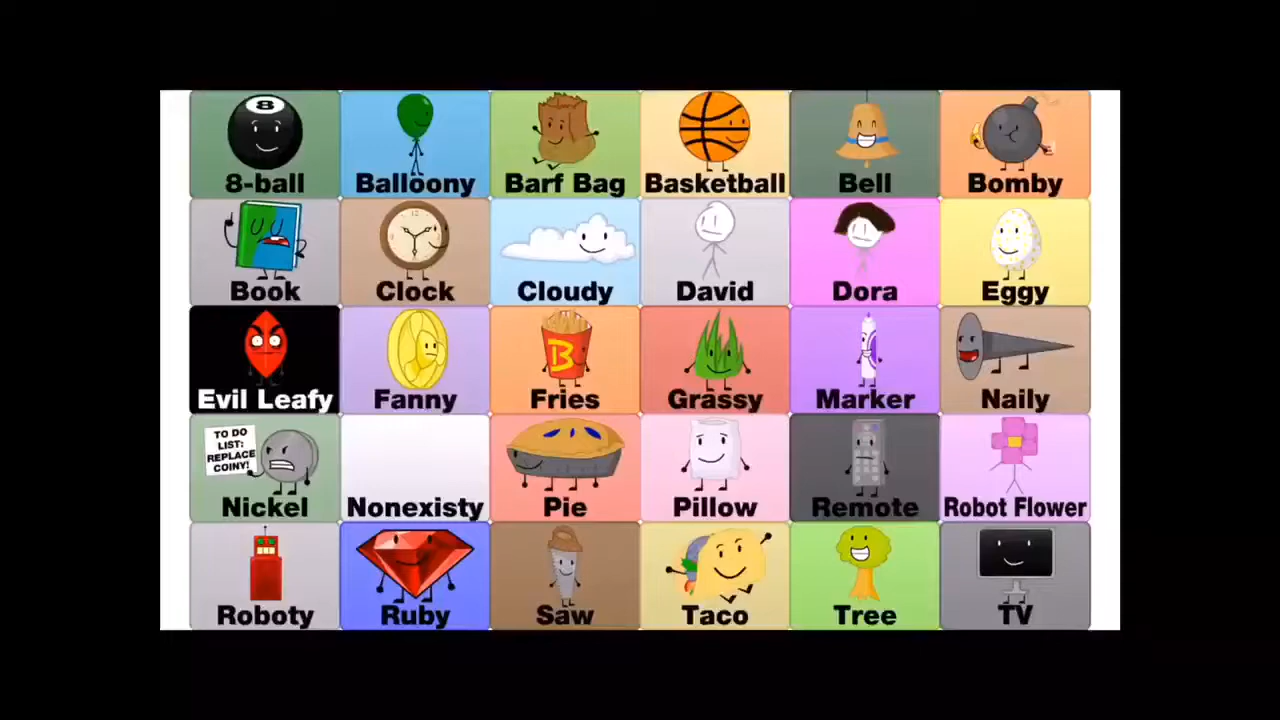 8
8-ball
Balloony
Barf Bag
Basketball
Bell
Bomby
Book
Clock
Cloudy
David
Dora
Eggy
Evil Leafy
Fanny
B
Fries
Grassy
Marker
Naily
TO DO
LIST:
REPLACE
COINY!
Nickel
Nonexisty
Pie
Pillow
Remote
Robot Flower
Roboty
Ruby
Saw
Taco
Tree
TV